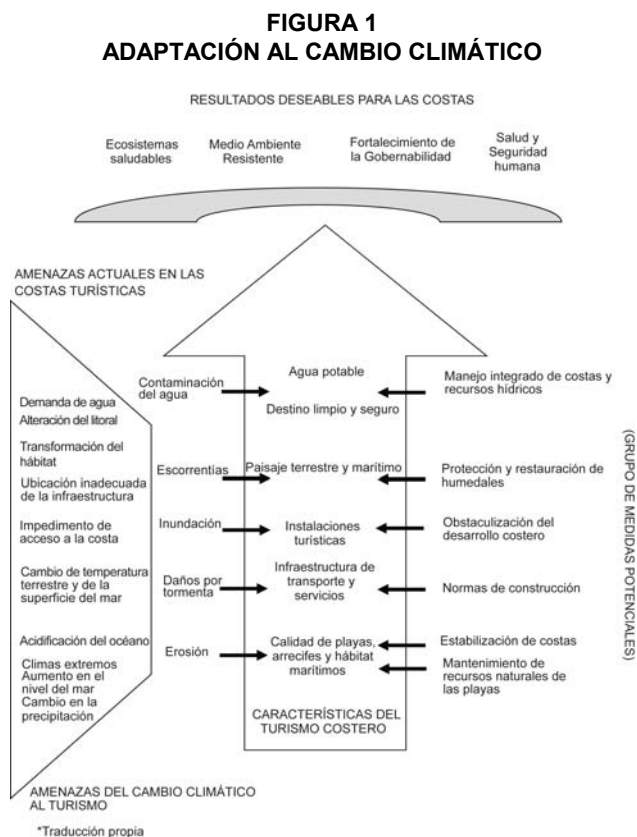 FIGURA 1
ADAPTACIÓN AL CAMBIO CLIMÁTICO
RESULTADOS DESEABLES PARA LAS COSTAS
Ecosistemas
saludables
Medio Ambiente
Resistente
Fortalecimiento de
la Gobernabilidad
Salud y
Seguridad
humana
AMENAZAS ACTUALES EN LAS
COSTAS TURÍSTICAS
Demanda de agua
Alteración del litoral
Transformación del
hábitat
Ubicación inadecuada
de la infraestructura
Impedimento de
acceso a la costa
Cambio de temperatura
terrestre y de la
superficie del mar
Acidificación del océano
Climas extremos
Aumento en el
nivel del mar
Cambio en la
precipitación
AMENAZAS DEL CAMBIO CLIMÁTICO
AL TURISMO
Contaminación
del agua
Escorrentías
Inundación
Daños por
tormenta
Erosión
Agua potable
Destino limpio y seguro
Paisaje terrestre y marítimo
Instalaciones
turísticas
Infraestructura de
transporte y
servicios
Calidad de playas,
arrecifes y hábitat
marítimos
CARACTERÍSTICAS DEL
TURISMO COSTERO
Manejo integrado de costas y
recursos hídricos
Protección y restauración de
humedales
Obstaculización del
desarrollo costero
Normas de construcción
Estabilización de costas
Mantenimiento de
recursos naturales de
las playas
(GRUPO DE MEDIDAS POTENCIALES)
*Traducción propia